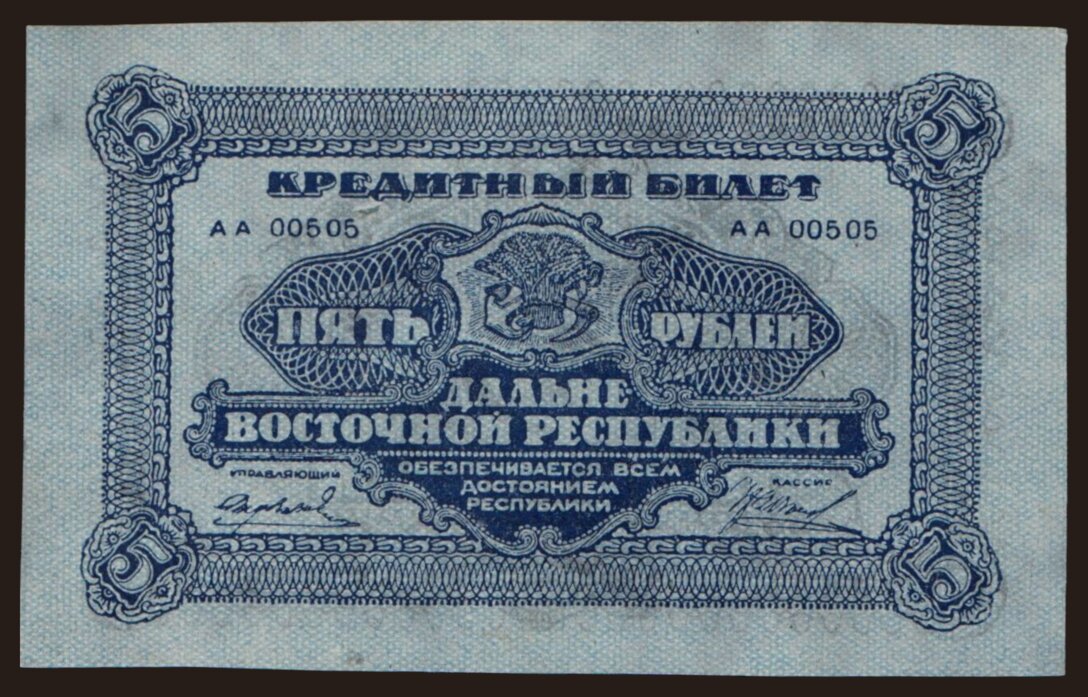 5 5
КРЕДИТНЫЙ БИЛЕТ
АА 00505 АА 00505
ПЯТЬ РУБЛЕЙ
ДАЛЬНЕ
ВОСТОЧНОЙ РЕСПУБЛИКИ
УПРАВЛЯЮЩИЙ ОБЕЗПЕЧИВАЕТСЯ ВСЕМ КАССИР
ДОСТОЯНИЕМ
РЕСПУБЛИКИ
5 5